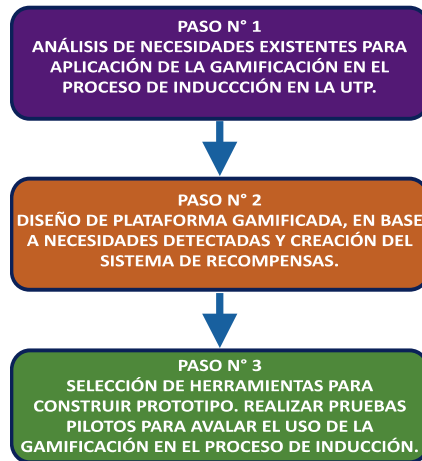 PASO N° 1
ANÁLISIS DE NECESIDADES EXISTENTES PARA
APLICACIÓN DE LA GAMIFICACIÓN EN EL
PROCESO DE INDUCCCIÓN EN LA UTP.
PASO N° 2
DISEÑO DE PLATAFORMA GAMIFICADA, EN BASE
A NECESIDADES DETECTADAS Y CREACIÓN DEL
SISTEMA DE RECOMPENSAS.
PASO N° 3
SELECCIÓN DE HERRAMIENTAS PARA
CONSTRUIR PROTOTIPO. REALIZAR PRUEBAS
PILOTOS PARA AVALAR EL USO DE LA
GAMIFICACIÓN EN EL PROCESO DE INDUCCIÓN.